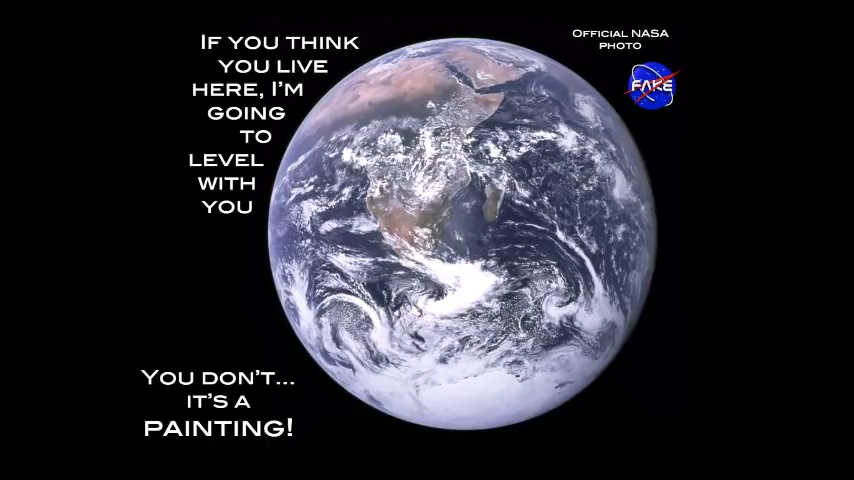 IF YOU THINK
YOU LIVE
HERE, I'M
GOING
TO
LEVEL
WITH
YOU
OFFICIAL NASA
PHOTO
FAKE
YOU DON'T...
IT'S A
PAINTING!